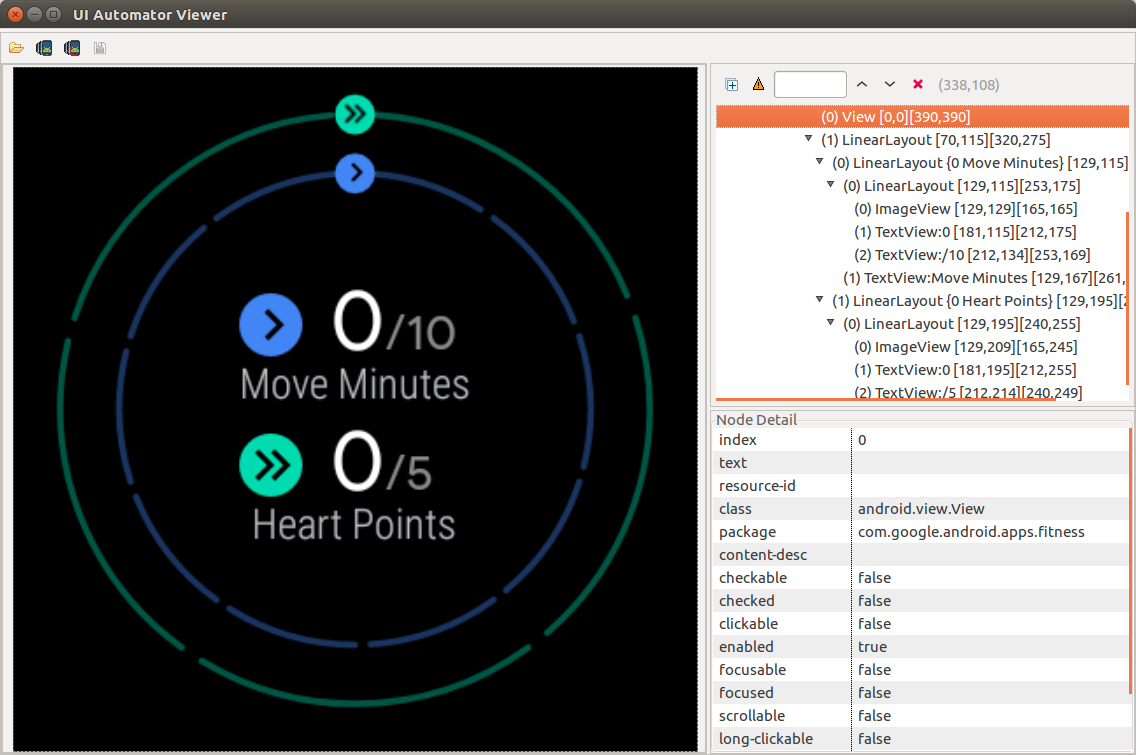 UI Automator Viewer
(338,108)
0/10
Move Minutes
0/5
Heart Points
(0) View [0,0][390,390]
(1) LinearLayout [70,115][320,275]
(0) LinearLayout {0 Move Minutes} [129,115]
(0) LinearLayout [129,115][253,175]
(0) ImageView [129,129][165,165]
(1) TextView:0 [181,115][212,175]
(2) TextView:/10 [212,134][253,169]
(1) TextView:Move Minutes [129,167][261,
(1) LinearLayout {0 Heart Points} [129,195][2
(0) LinearLayout [129,195][240,255]
(0) ImageView [129,209][165,245]
(1) TextView:0 [181,195][212,255]
(2) TextView:/5 [212,214][240,249]
Node Detail
index 0
text
resource-id
class android.view.View
package com.google.android.apps.fitness
content-desc
checkable false
checked false
clickable false
enabled true
focusable false
focused false
scrollable false
long-clickable false